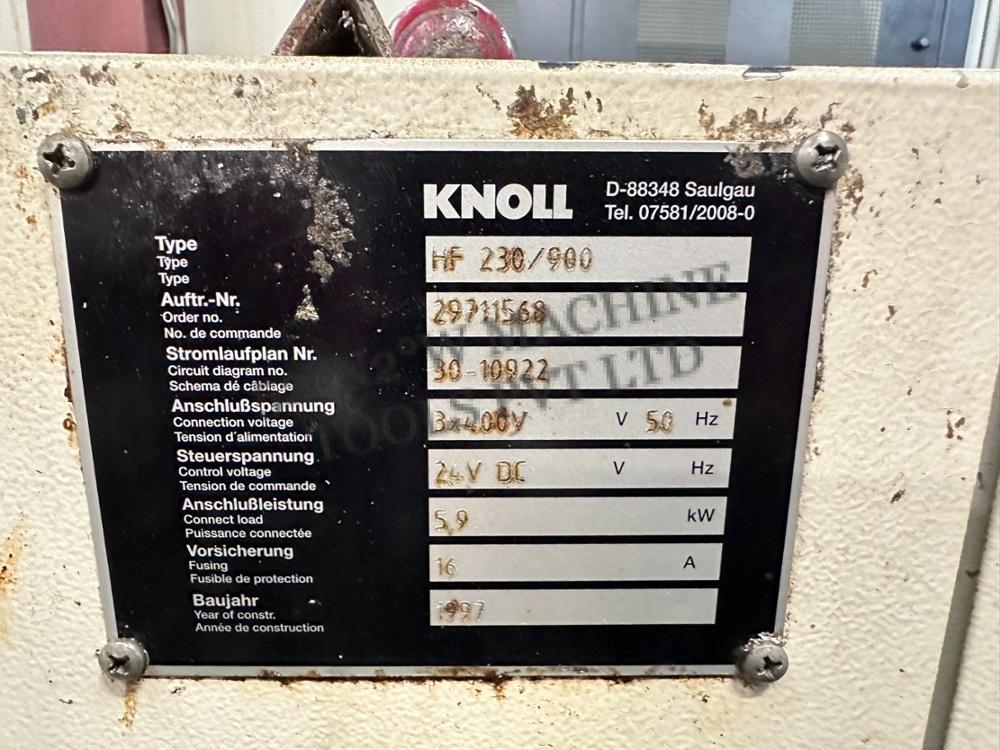 KNOLL
D-88348 Saulgau
Tel. 07581/2008-0
Type HF 230/900
Type
Type
Auftr.-Nr. 29711568
Order no.
No. de commande
Stromlaufplan Nr. 30-10922
Circuit diagram no.
Schema dé câblage
Anschlußspannung 3x400V V 50 Hz
Connection voltage
Tension d'alimentation
Steuerspannung 24V DC V Hz
Control voltage
Tension de commande
Anschlußleistung 5,9 kW
Connect load
Puissance connectée
Vorsicherung 16 A
Fusing
Fusible de protection
Baujahr 1997
Year of constr.
Année de construction
W MACHINE
TOOLS PVT LTD